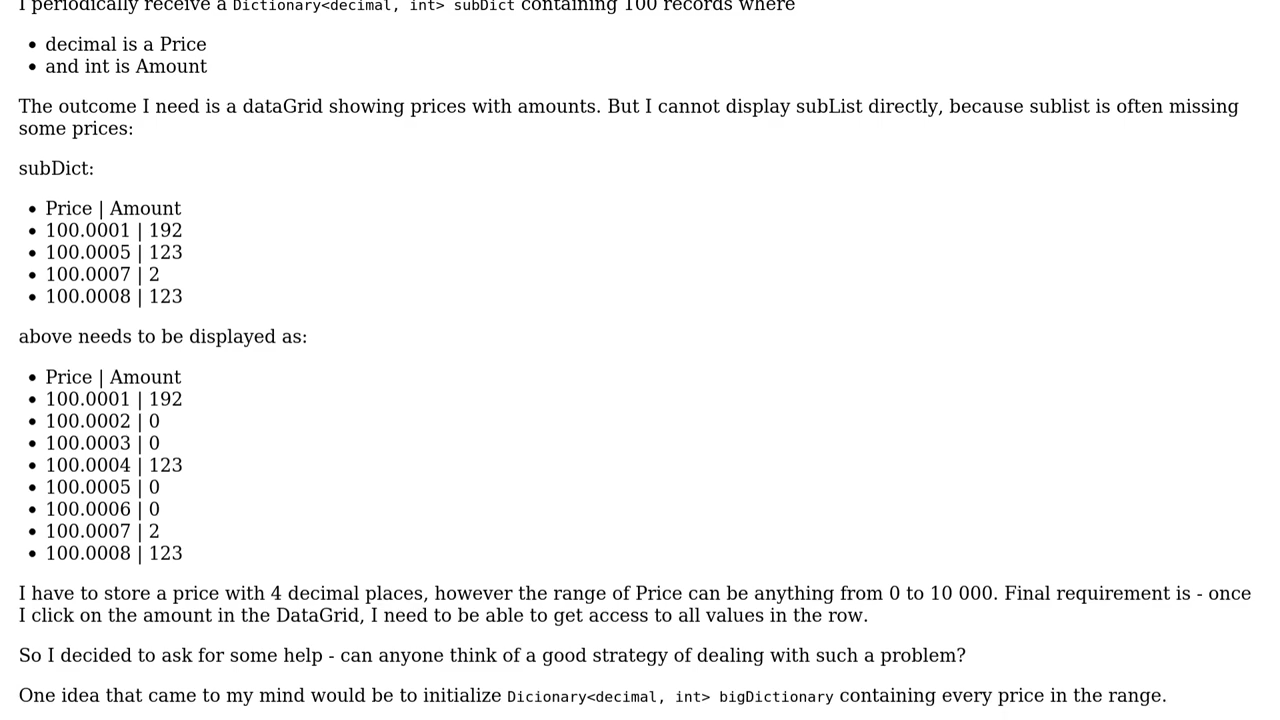 I periodically receive a Dictionary<decimal, int> subDict containing 100 records where
• decimal is a Price
• and int is Amount
The outcome I need is a dataGrid showing prices with amounts. But I cannot display subList directly, because sublist is often missing
some prices:
subDict:
• Price | Amount
• 100.0001 | 192
• 100.0005 | 123
• 100.0007 | 2
• 100.0008 | 123
above needs to be displayed as:
• Price | Amount
• 100.0001 | 192
• 100.0002 | 0
• 100.0003 | 0
• 100.0004 | 123
• 100.0005 | 0
• 100.0006 | 0
• 100.0007 | 2
• 100.0008 | 123
I have to store a price with 4 decimal places, however the range of Price can be anything from 0 to 10 000. Final requirement is - once
I click on the amount in the DataGrid, I need to be able to get access to all values in the row.
So I decided to ask for some help - can anyone think of a good strategy of dealing with such a problem?
One idea that came to my mind would be to initialize Dicionary<decimal, int> bigDictionary containing every price in the range.